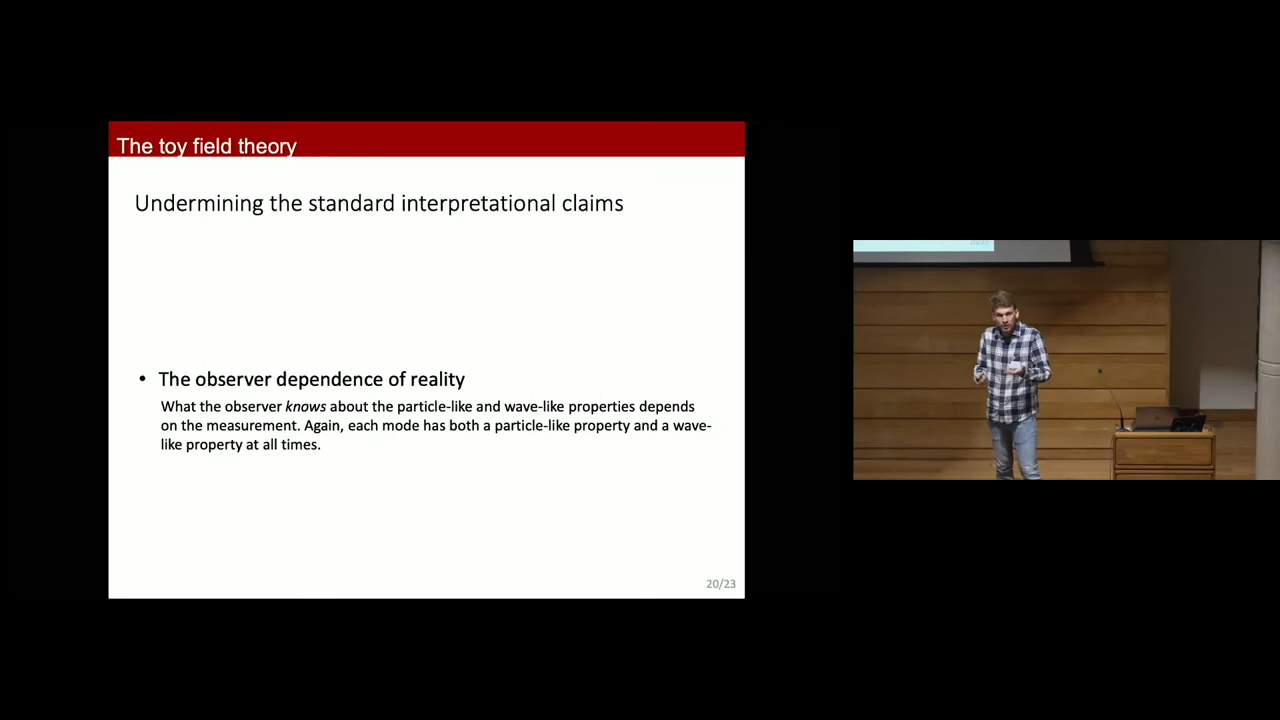 The toy field theory
Undermining the standard interpretational claims
• The observer dependence of reality
What the observer knows about the particle-like and wave-like properties depends
on the measurement. Again, each mode has both a particle-like property and a wave-
like property at all times.
20/23